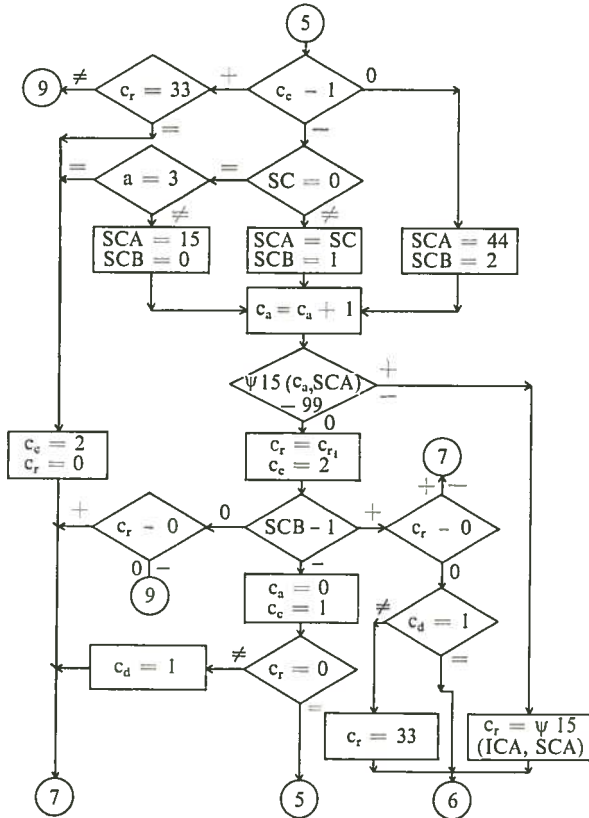 5
9 ≠ c_r = 33 + c_c − 1 0
= −
= a = 3 = SC = 0
≠ ≠
SCA = 15 SCA = SC SCA = 44
SCB = 0 SCB = 1 SCB = 2
c_a = c_a + 1
ψ 15 (c_a, SCA) +
− 99 −
0
c_c = 2 c_r = c_r₁ 7
c_r = 0 c_c = 2
+ −
+ c_r − 0 0 SCB − 1 + c_r − 0
0 − − 0
9 c_a = 0 ≠ c_d = 1
c_c = 1 =
c_d = 1 ≠ c_r = 0
=
c_r = 33 c_r = ψ 15
(ICA, SCA)
7 5 6